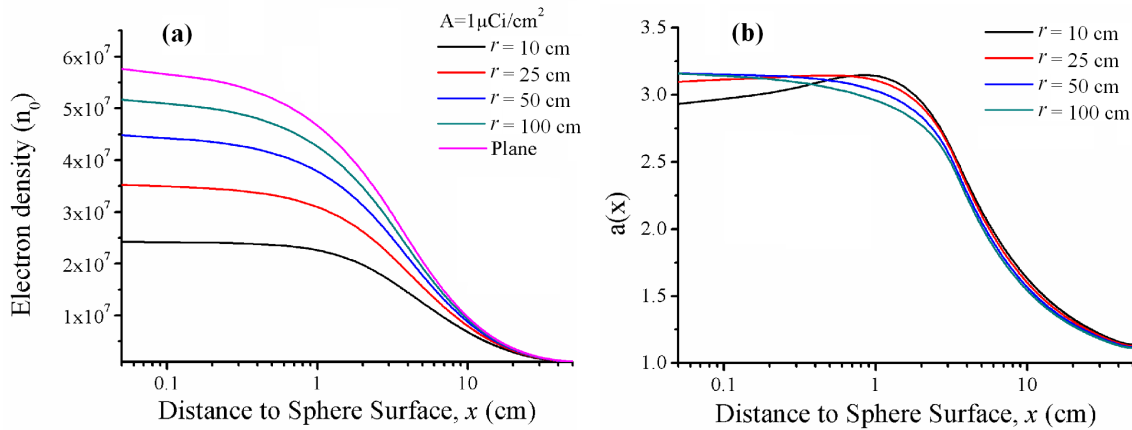 (a)
A=1μCi/cm²
r = 10 cm
r = 25 cm
r = 50 cm
r = 100 cm
Plane
Electron density (n₀)
6x10⁷
5x10⁷
4x10⁷
3x10⁷
2x10⁷
1x10⁷
0.1
1
10
Distance to Sphere Surface, x (cm)
(b)
r = 10 cm
r = 25 cm
r = 50 cm
r = 100 cm
a(x)
3.5
3.0
2.5
2.0
1.5
1.0
0.1
1
10
Distance to Sphere Surface, x (cm)